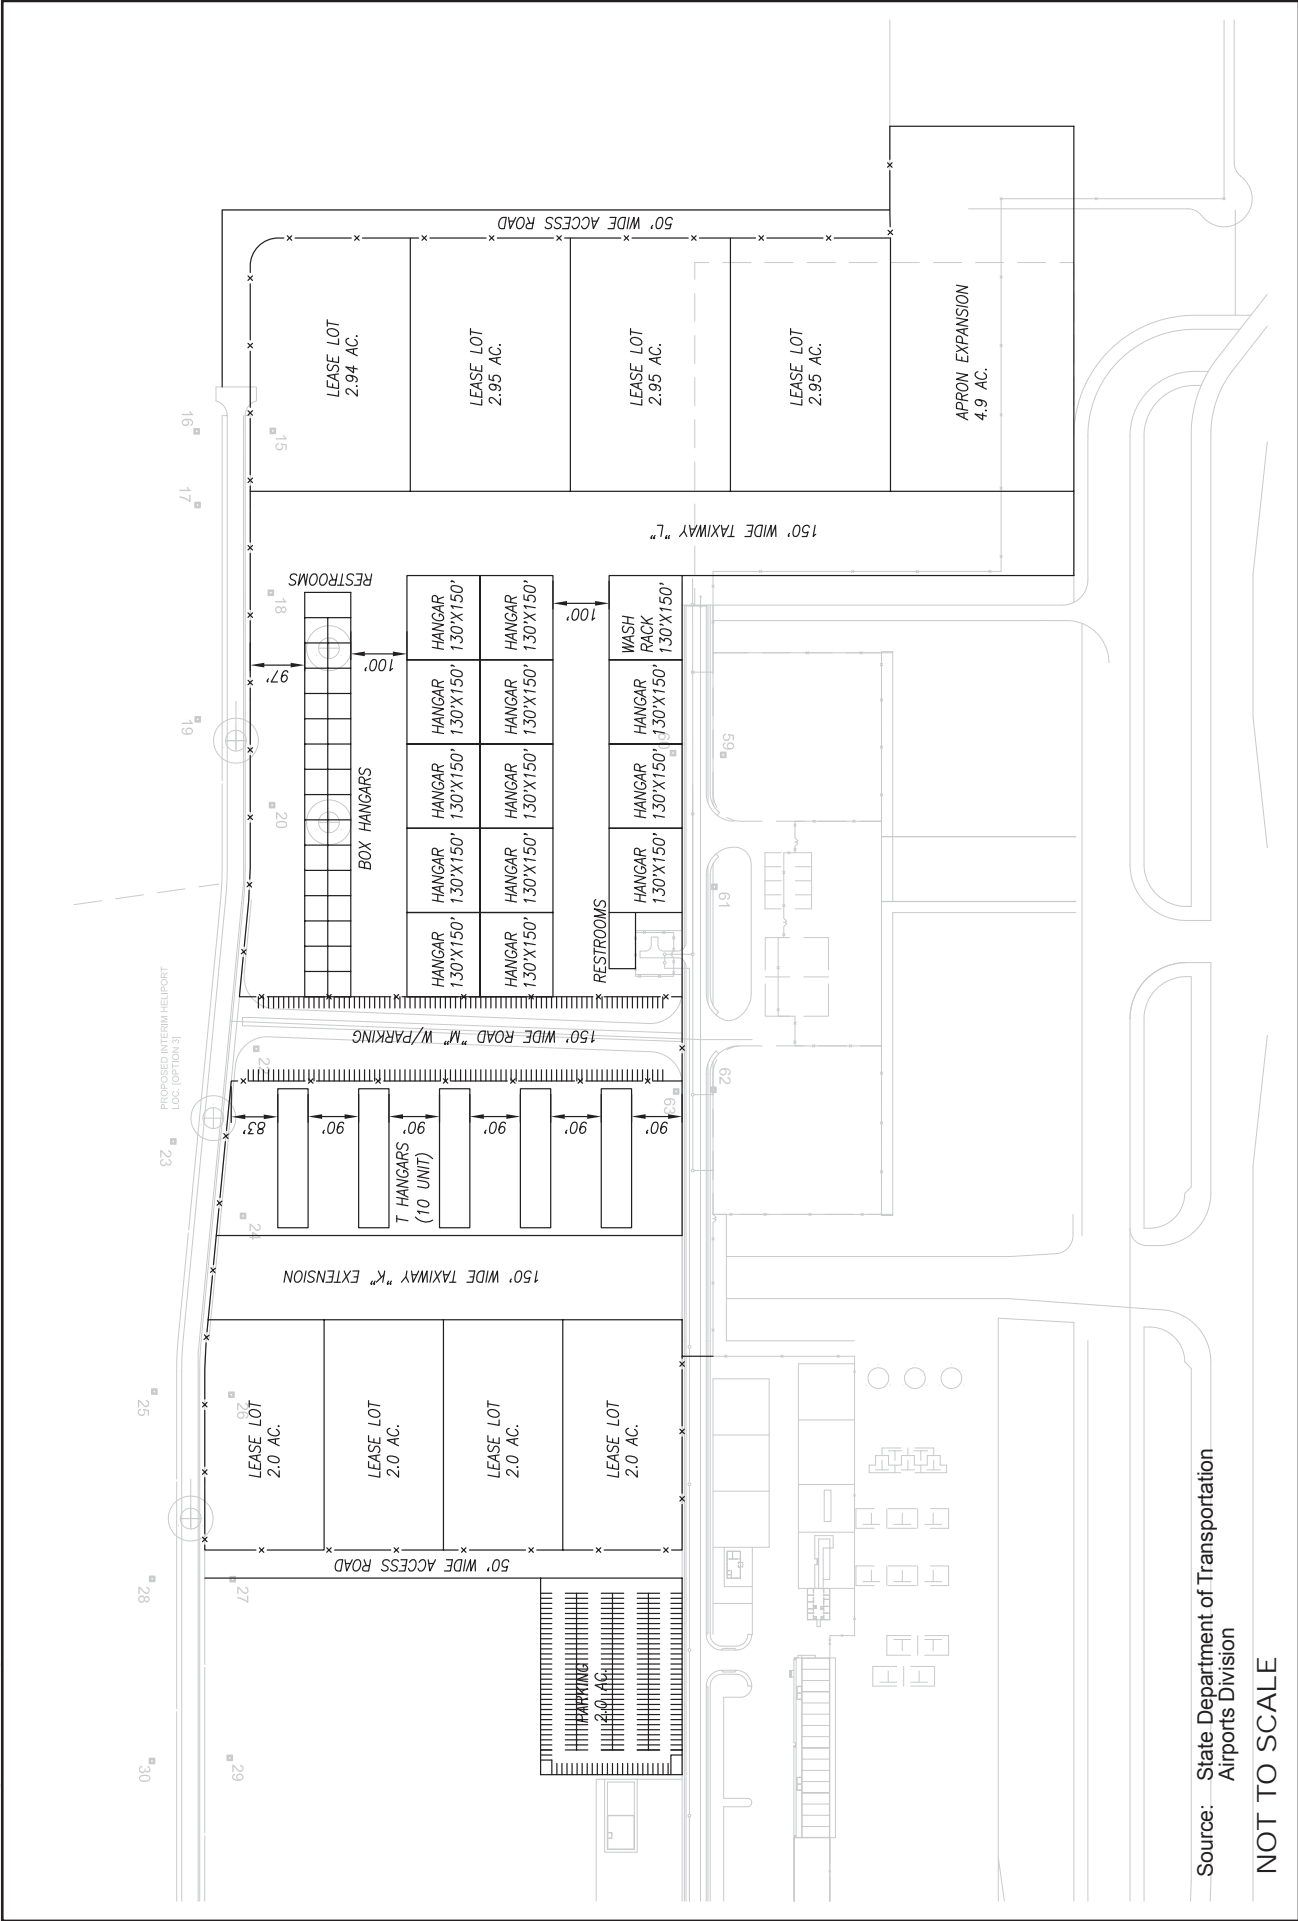 50' WIDE ACCESS ROAD
LEASE LOT
2.94 AC.
LEASE LOT
2.95 AC.
LEASE LOT
2.95 AC.
LEASE LOT
2.95 AC.
APRON EXPANSION
4.9 AC.
16
15
17
150' WIDE TAXIWAY "L"
RESTROOMS
18
97'
100'
100'
19
20
BOX HANGARS
HANGAR
130'X150'
HANGAR
130'X150'
WASH
RACK
130'X150'
HANGAR
130'X150'
HANGAR
130'X150'
HANGAR
130'X150'
HANGAR
130'X150'
HANGAR
130'X150'
HANGAR
130'X150'
HANGAR
130'X150'
HANGAR
130'X150'
HANGAR
130'X150'
HANGAR
130'X150'
HANGAR
130'X150'
60
59
61
RESTROOMS
PROPOSED INTERIM HELIPORT
LOC. [OPTION 3]
150' WIDE ROAD "M" W/PARKING
62
63
23
83'
90'
90'
90'
90'
90'
T HANGARS
(10 UNIT)
24
150' WIDE TAXIWAY "K" EXTENSION
25
26
LEASE LOT
2.0 AC.
LEASE LOT
2.0 AC.
LEASE LOT
2.0 AC.
LEASE LOT
2.0 AC.
50' WIDE ACCESS ROAD
28
27
PARKING
2.0 AC.
30
29
Source: State Department of Transportation
Airports Division
NOT TO SCALE